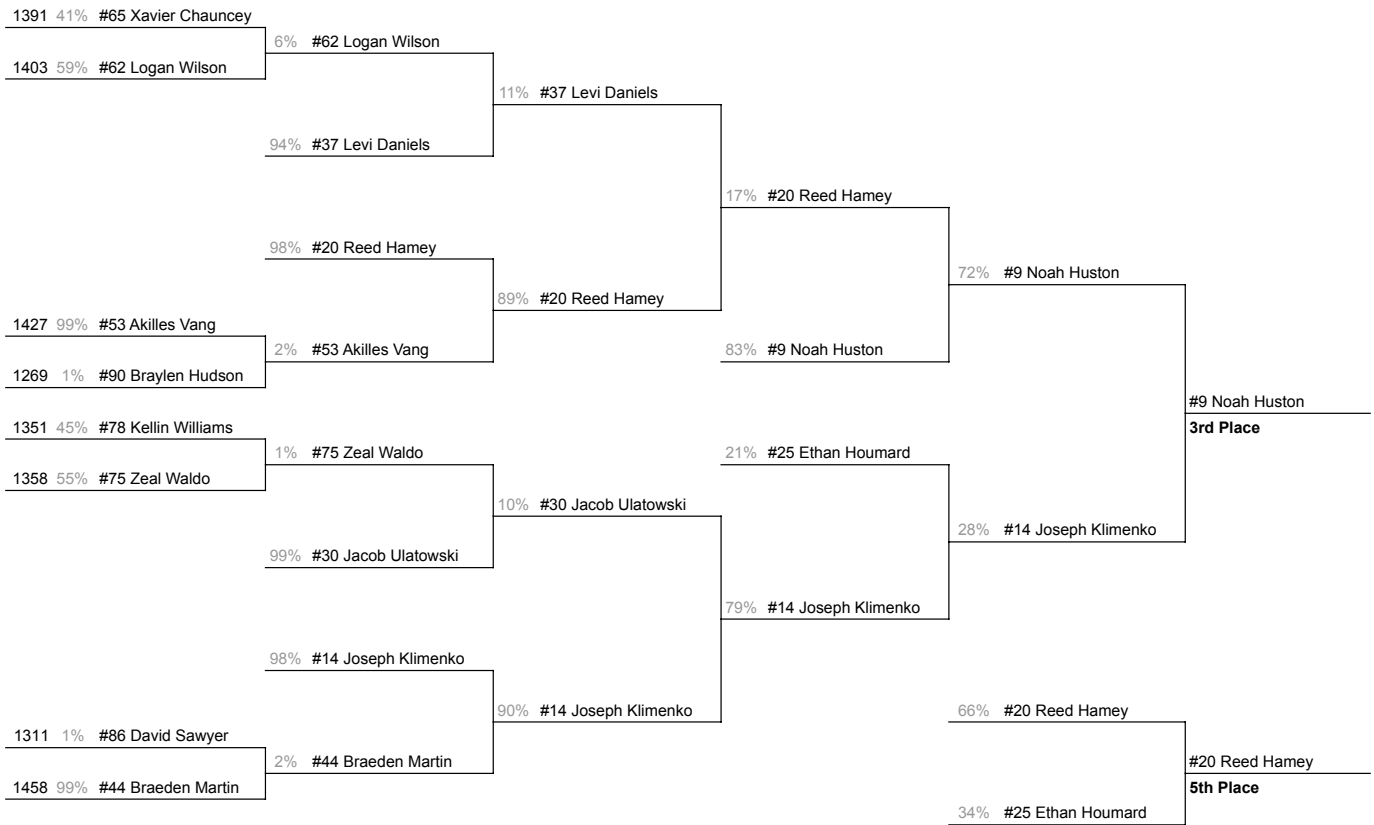 1391 41% #65 Xavier Chauncey
6% #62 Logan Wilson
1403 59% #62 Logan Wilson
11% #37 Levi Daniels
94% #37 Levi Daniels
17% #20 Reed Hamey
98% #20 Reed Hamey
72% #9 Noah Huston
89% #20 Reed Hamey
1427 99% #53 Akilles Vang
2% #53 Akilles Vang
83% #9 Noah Huston
1269 1% #90 Braylen Hudson
#9 Noah Huston
1351 45% #78 Kellin Williams
3rd Place
1% #75 Zeal Waldo
21% #25 Ethan Houmard
1358 55% #75 Zeal Waldo
10% #30 Jacob Ulatowski
28% #14 Joseph Klimenko
99% #30 Jacob Ulatowski
79% #14 Joseph Klimenko
98% #14 Joseph Klimenko
90% #14 Joseph Klimenko
66% #20 Reed Hamey
1311 1% #86 David Sawyer
2% #44 Braeden Martin
#20 Reed Hamey
1458 99% #44 Braeden Martin
5th Place
34% #25 Ethan Houmard